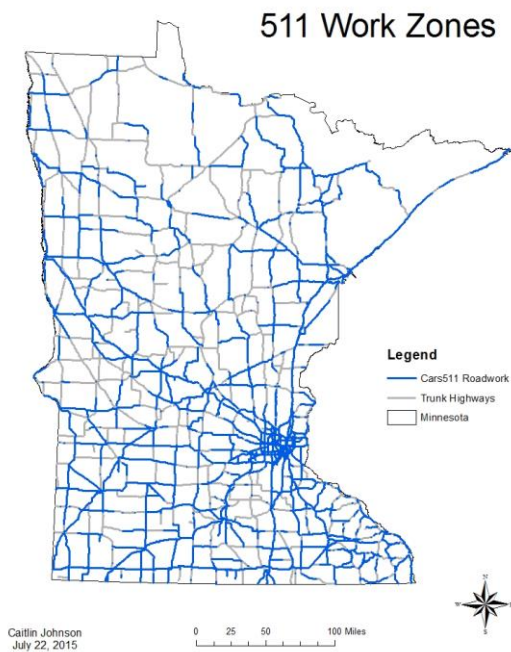 511 Work Zones
Legend
Cars511 Roadwork
Trunk Highways
Minnesota
N
W
E
S
Caitlin Johnson
July 22, 2015
0 25 50 100 Miles